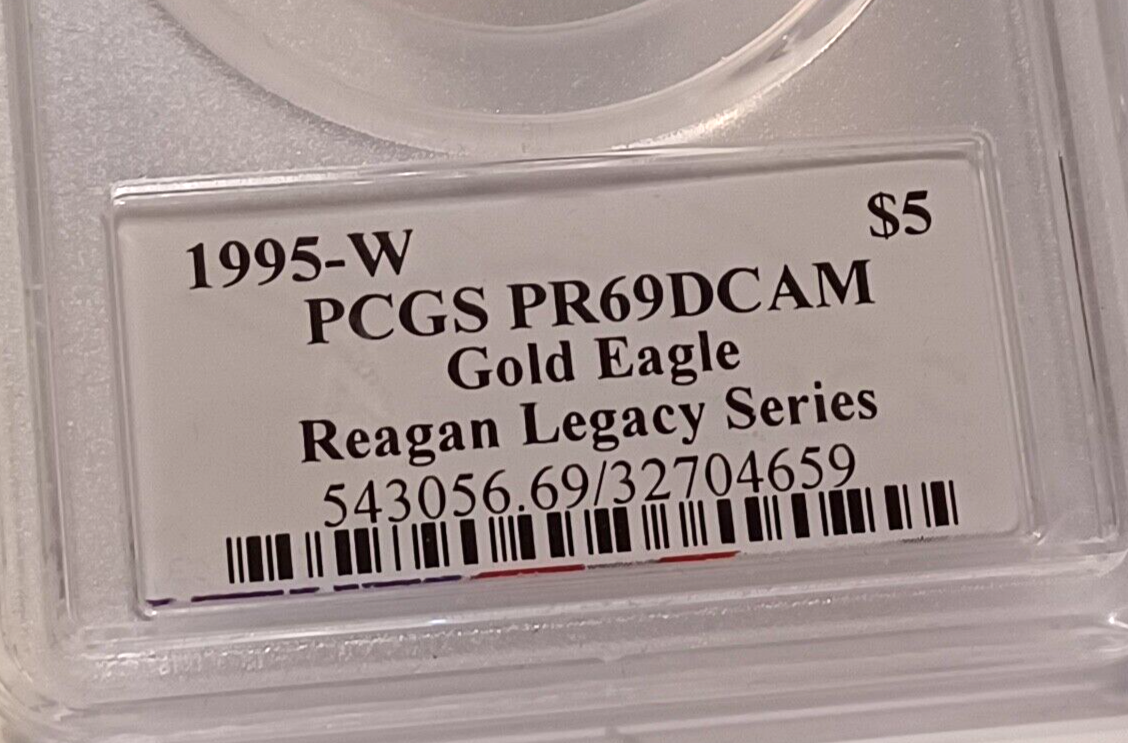 1995-W $5
PCGS PR69DCAM
Gold Eagle
Reagan Legacy Series
543056.69/32704659